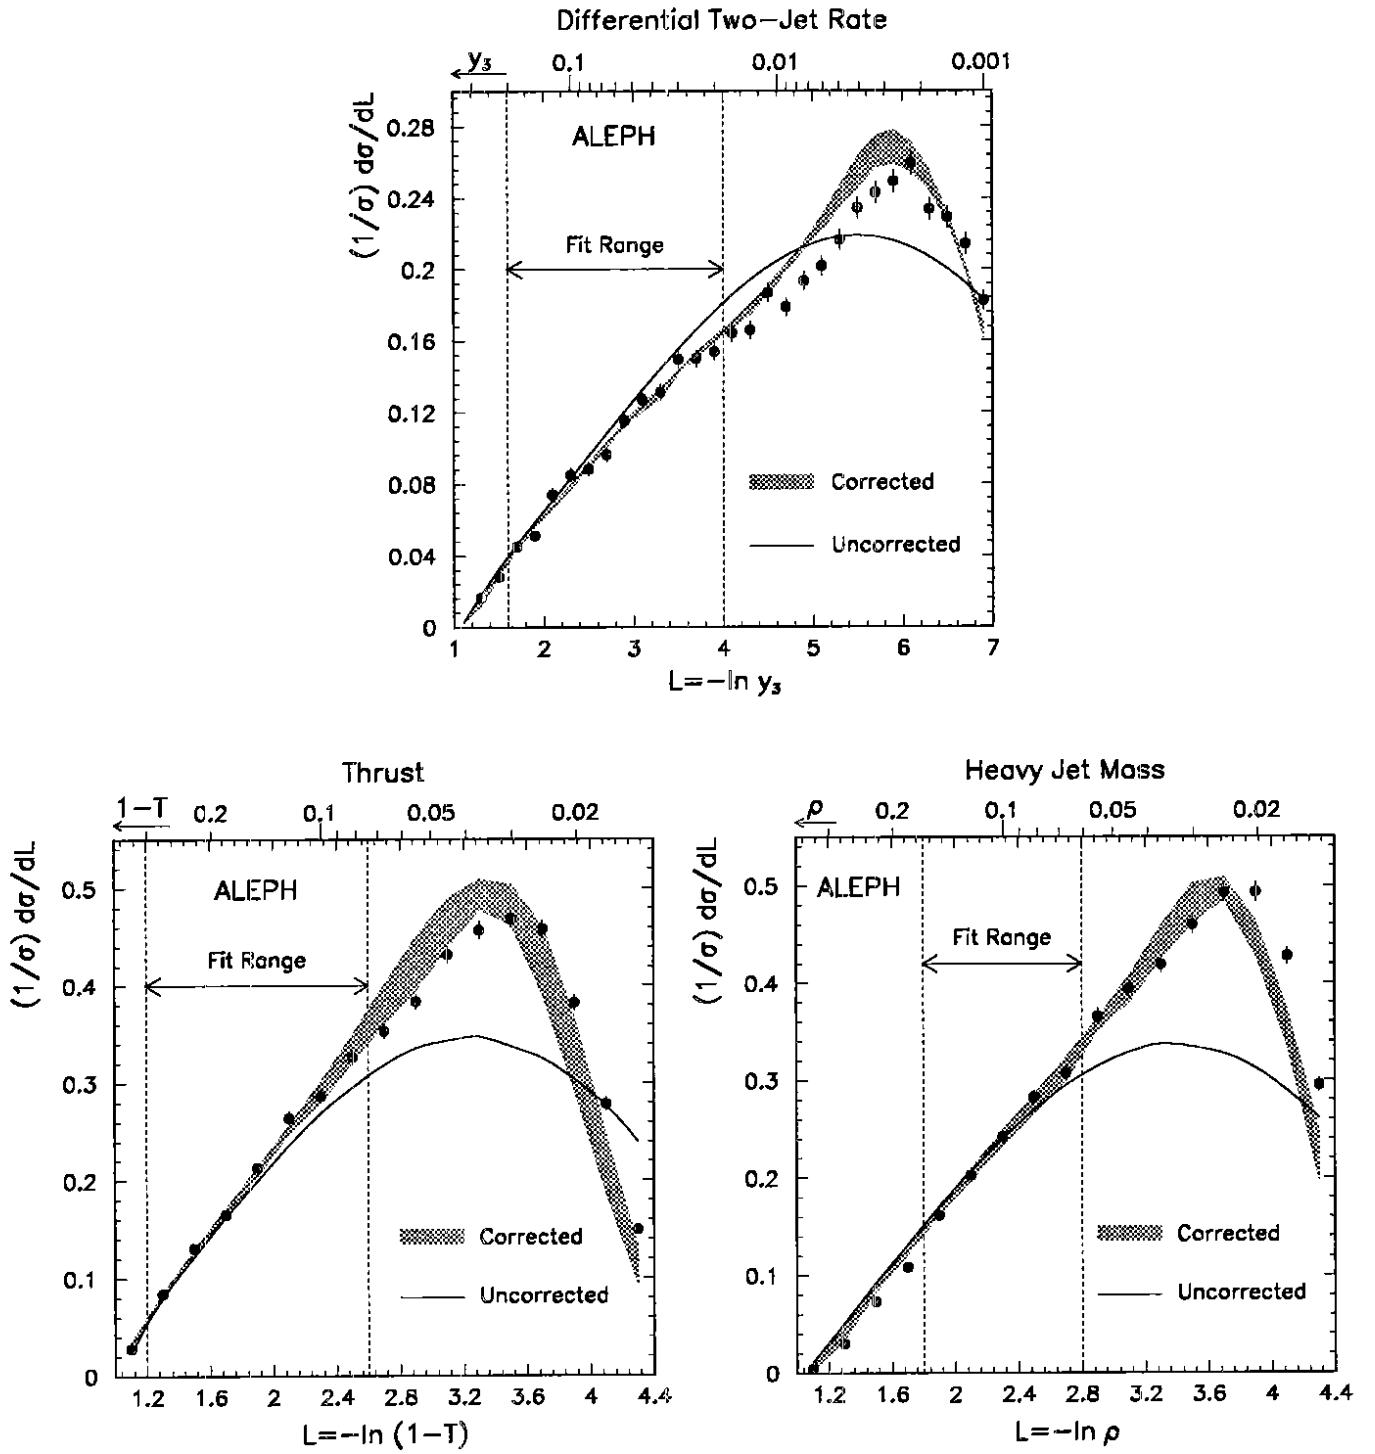 Differential Two-Jet Rate
y₃ 0.1 0.01 0.001
(1/σ) dσ/dL
ALEPH
0.28
0.24
Fit Range
0.2
0.16
0.12
0.08
Corrected
Uncorrected
0.04
0
1 2 3 4 5 6 7
L=-ln y₃
Thrust
1-T 0.2 0.1 0.05 0.02
(1/σ) dσ/dL
ALEPH
0.5
Fit Range
0.4
0.3
0.2
Corrected
0.1
Uncorrected
0
1.2 1.6 2 2.4 2.8 3.2 3.6 4 4.4
L=-ln (1-T)
Heavy Jet Mass
ρ 0.2 0.1 0.05 0.02
(1/σ) dσ/dL
ALEPH
0.5
Fit Range
0.4
0.3
0.2
Corrected
0.1
Uncorrected
0
1.2 1.6 2 2.4 2.8 3.2 3.6 4 4.4
L=-ln ρ